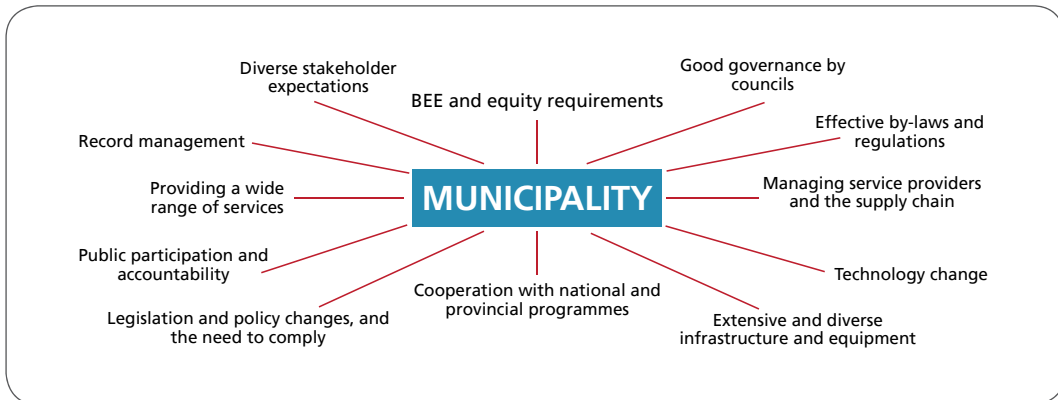 Diverse stakeholder
expectations
BEE and equity requirements
Good governance by
councils
Record management
Effective by-laws and
regulations
Providing a wide
range of services
MUNICIPALITY
Managing service providers
and the supply chain
Public participation and
accountability
Technology change
Legislation and policy changes, and
the need to comply
Cooperation with national and
provincial programmes
Extensive and diverse
infrastructure and equipment